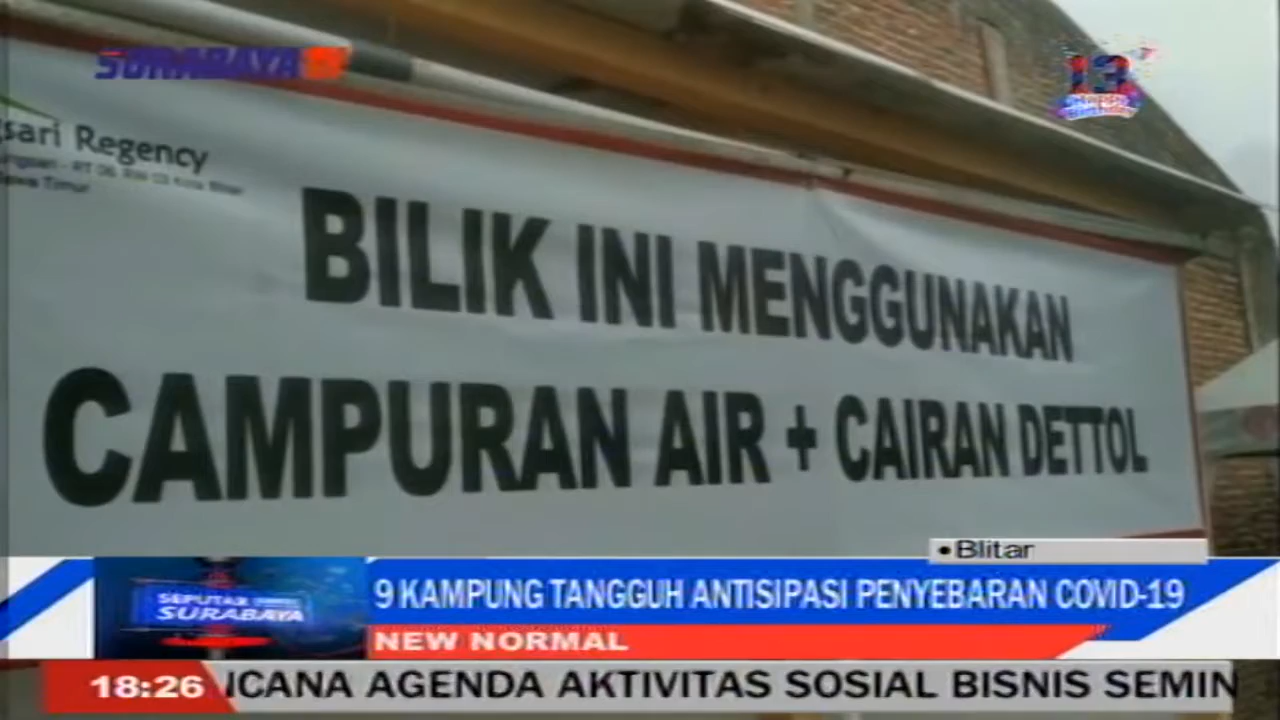 SURABAYA
13
sari Regency
BILIK INI MENGGUNAKAN
CAMPURAN AIR + CAIRAN DETTOL
•Blitar
SEPUTAR
SURABAYA
9 KAMPUNG TANGGUH ANTISIPASI PENYEBARAN COVID-19
NEW NORMAL
18:26
NCANA AGENDA AKTIVITAS SOSIAL BISNIS SEMIN